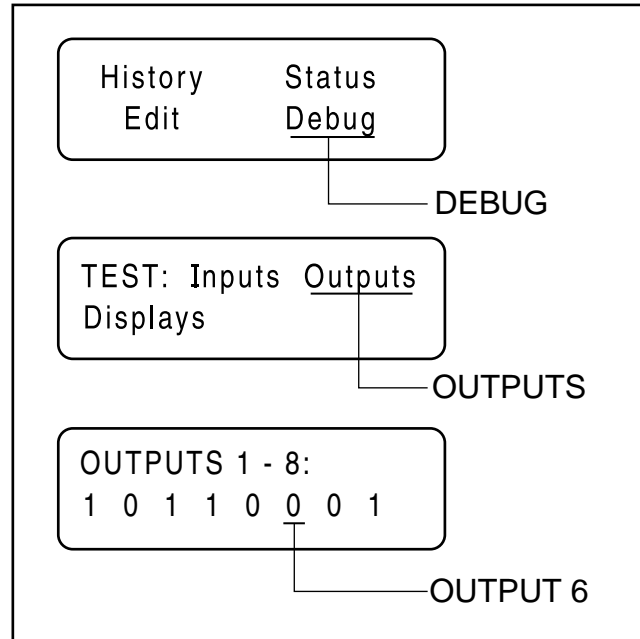 History Status
Edit Debug
DEBUG
TEST: Inputs Outputs
Displays
OUTPUTS
OUTPUTS 1 - 8:
1 0 1 1 0 0 0 1
OUTPUT 6